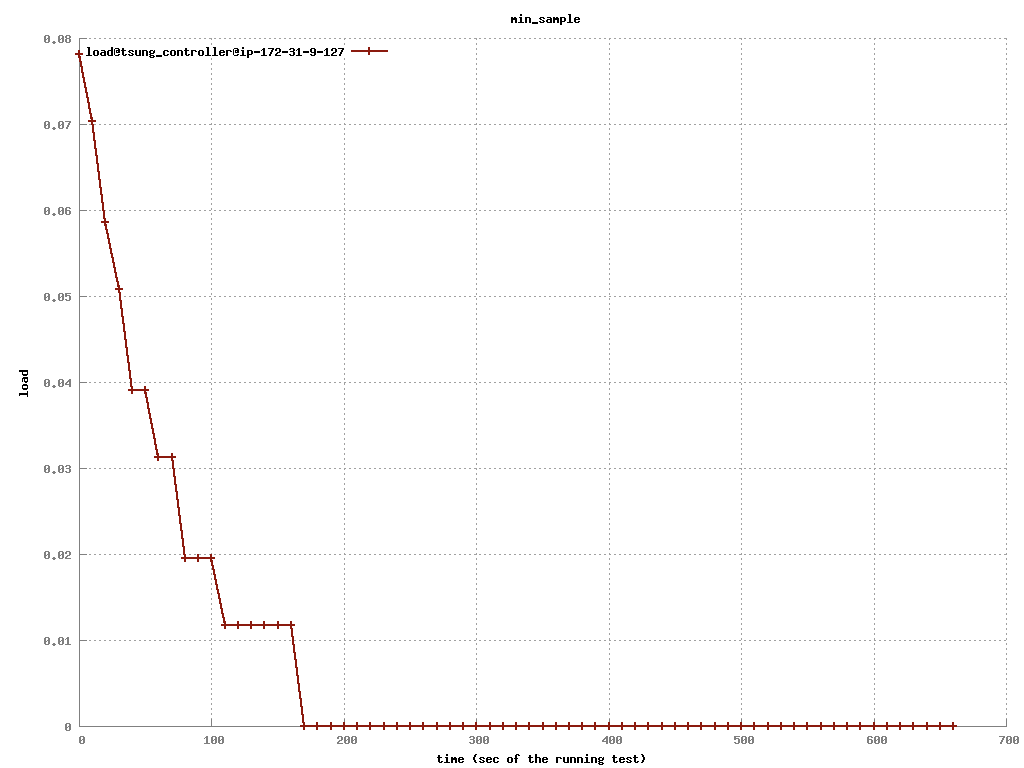 min_sample
load@tsung_controller@ip-172-31-9-127
0.08
0.07
0.06
0.05
0.04
0.03
0.02
0.01
0
load
0 100 200 300 400 500 600 700
time (sec of the running test)